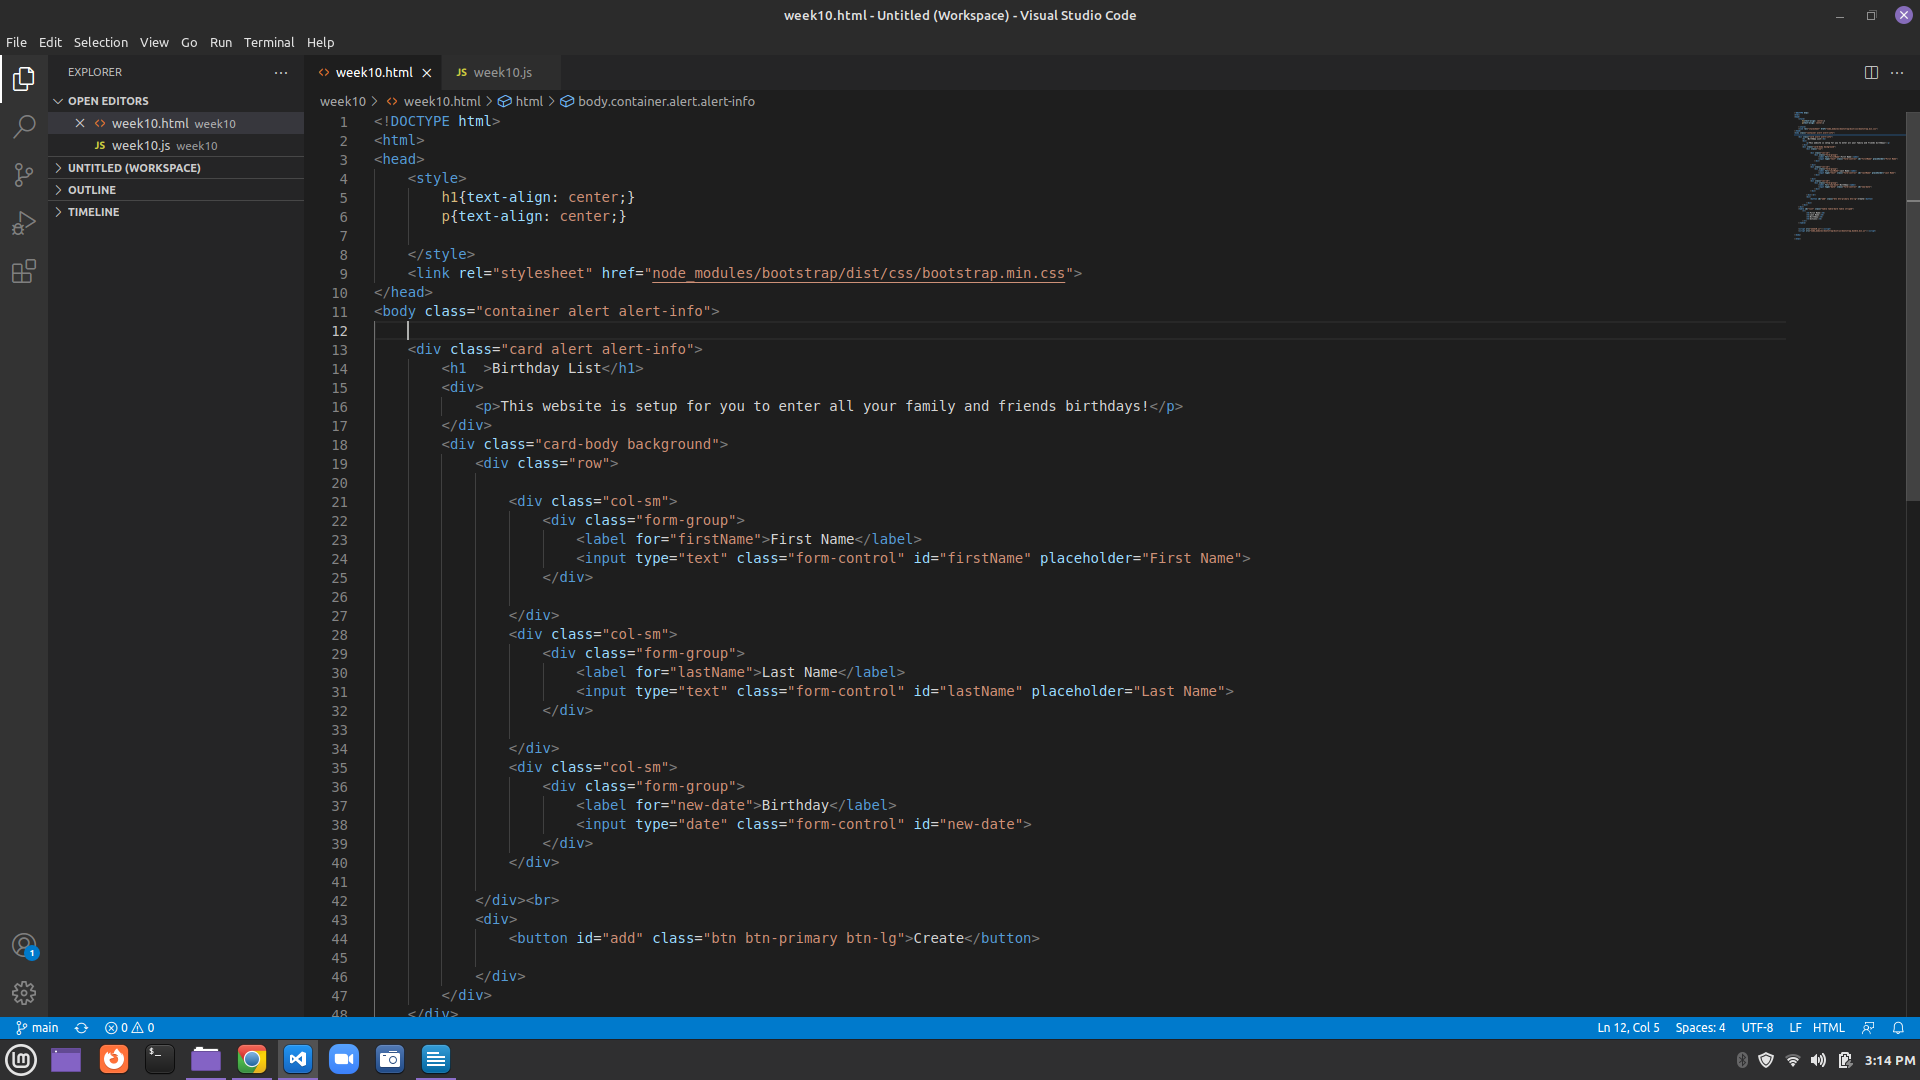 week10.html - Untitled (Workspace) - Visual Studio Code
File Edit Selection View Go Run Terminal Help
EXPLORER
OPEN EDITORS
week10.html week10
JS week10.js week10
UNTITLED (WORKSPACE)
OUTLINE
TIMELINE
week10.html JS week10.js
week10 > week10.html > html > body.container.alert.alert-info
1 <!DOCTYPE html>
2 <html>
3 <head>
4 <style>
5 h1{text-align: center;}
6 p{text-align: center;}
7
8 </style>
9 <link rel="stylesheet" href="node_modules/bootstrap/dist/css/bootstrap.min.css">
10 </head>
11 <body class="container alert alert-info">
12
13 <div class="card alert alert-info">
14 <h1  >Birthday List</h1>
15 <div>
16 <p>This website is setup for you to enter all your family and friends birthdays!</p>
17 </div>
18 <div class="card-body background">
19 <div class="row">
20
21 <div class="col-sm">
22 <div class="form-group">
23 <label for="firstName">First Name</label>
24 <input type="text" class="form-control" id="firstName" placeholder="First Name">
25 </div>
26
27 </div>
28 <div class="col-sm">
29 <div class="form-group">
30 <label for="lastName">Last Name</label>
31 <input type="text" class="form-control" id="lastName" placeholder="Last Name">
32 </div>
33
34 </div>
35 <div class="col-sm">
36 <div class="form-group">
37 <label for="new-date">Birthday</label>
38 <input type="date" class="form-control" id="new-date">
39 </div>
40 </div>
41
42 </div><br>
43 <div>
44 <button id="add" class="btn btn-primary btn-lg">Create</button>
45
46 </div>
47 </div>
48 </div>
1
main 0 0 Ln 12, Col 5 Spaces: 4 UTF-8 LF HTML
3:14 PM